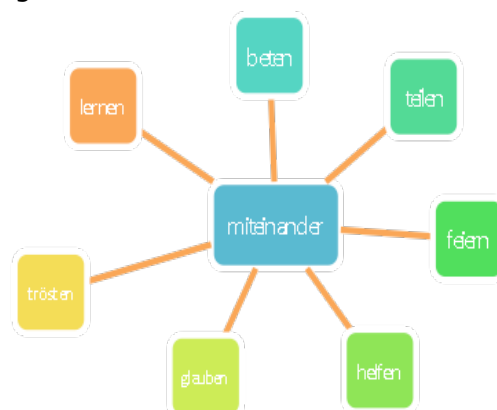 beten
lernen
teilen
miteinander
feiern
trösten
glauben
helfen